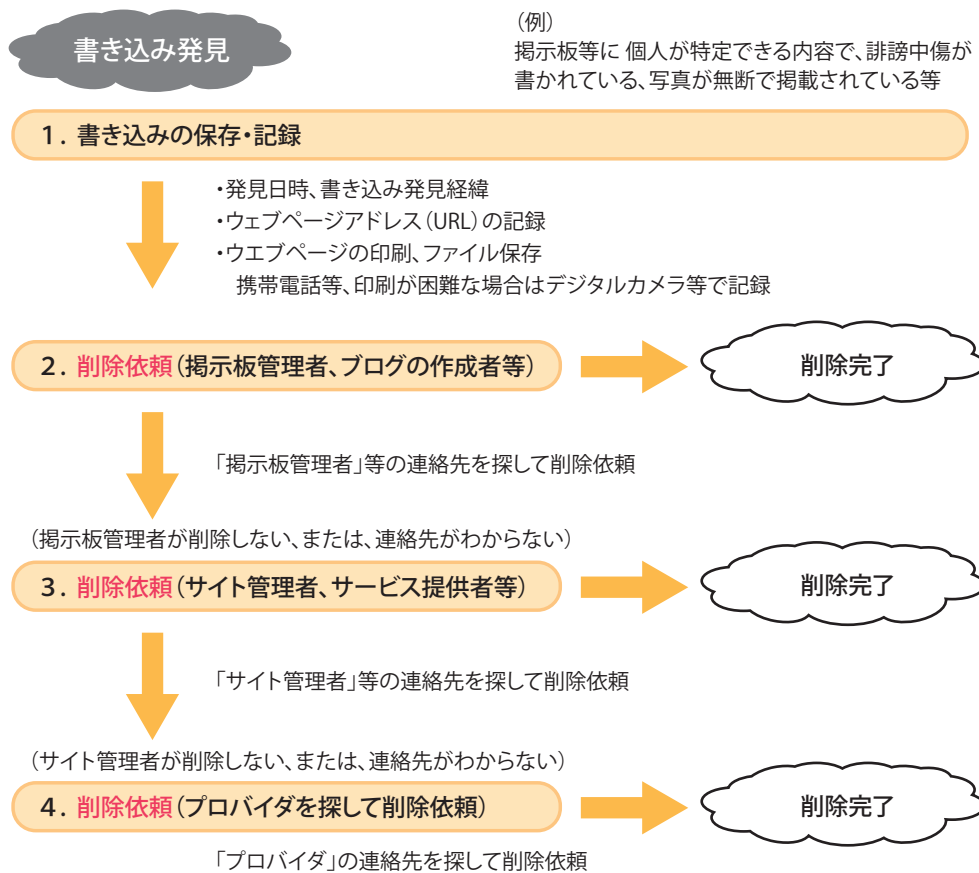 書き込み発見
（例）
掲示板等に 個人が特定できる内容で、誹謗中傷が
書かれている、写真が無断で掲載されている等
1. 書き込みの保存・記録
・発見日時、書き込み発見経緯
・ウェブページアドレス（URL）の記録
・ウエブページの印刷、ファイル保存
携帯電話等、印刷が困難な場合はデジタルカメラ等で記録
2. 削除依頼（掲示板管理者、ブログの作成者等）
削除完了
「掲示板管理者」等の連絡先を探して削除依頼
（掲示板管理者が削除しない、または、連絡先がわからない）
3. 削除依頼（サイト管理者、サービス提供者等）
削除完了
「サイト管理者」等の連絡先を探して削除依頼
（サイト管理者が削除しない、または、連絡先がわからない）
4. 削除依頼（プロバイダを探して削除依頼）
削除完了
「プロバイダ」の連絡先を探して削除依頼